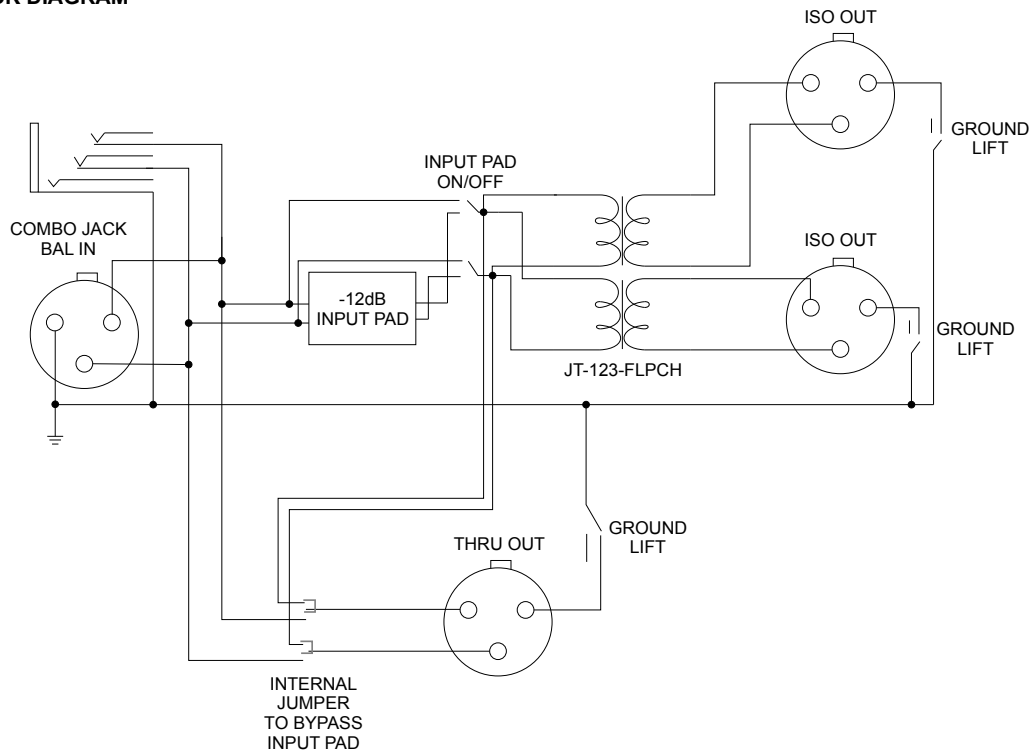 DIAGRAM
ISO OUT
GROUND
LIFT
INPUT PAD
ON/OFF
COMBO JACK
BAL IN
ISO OUT
-12dB
INPUT PAD
GROUND
LIFT
JT-123-FLPCH
GROUND
LIFT
THRU OUT
INTERNAL
JUMPER
TO BYPASS
INPUT PAD